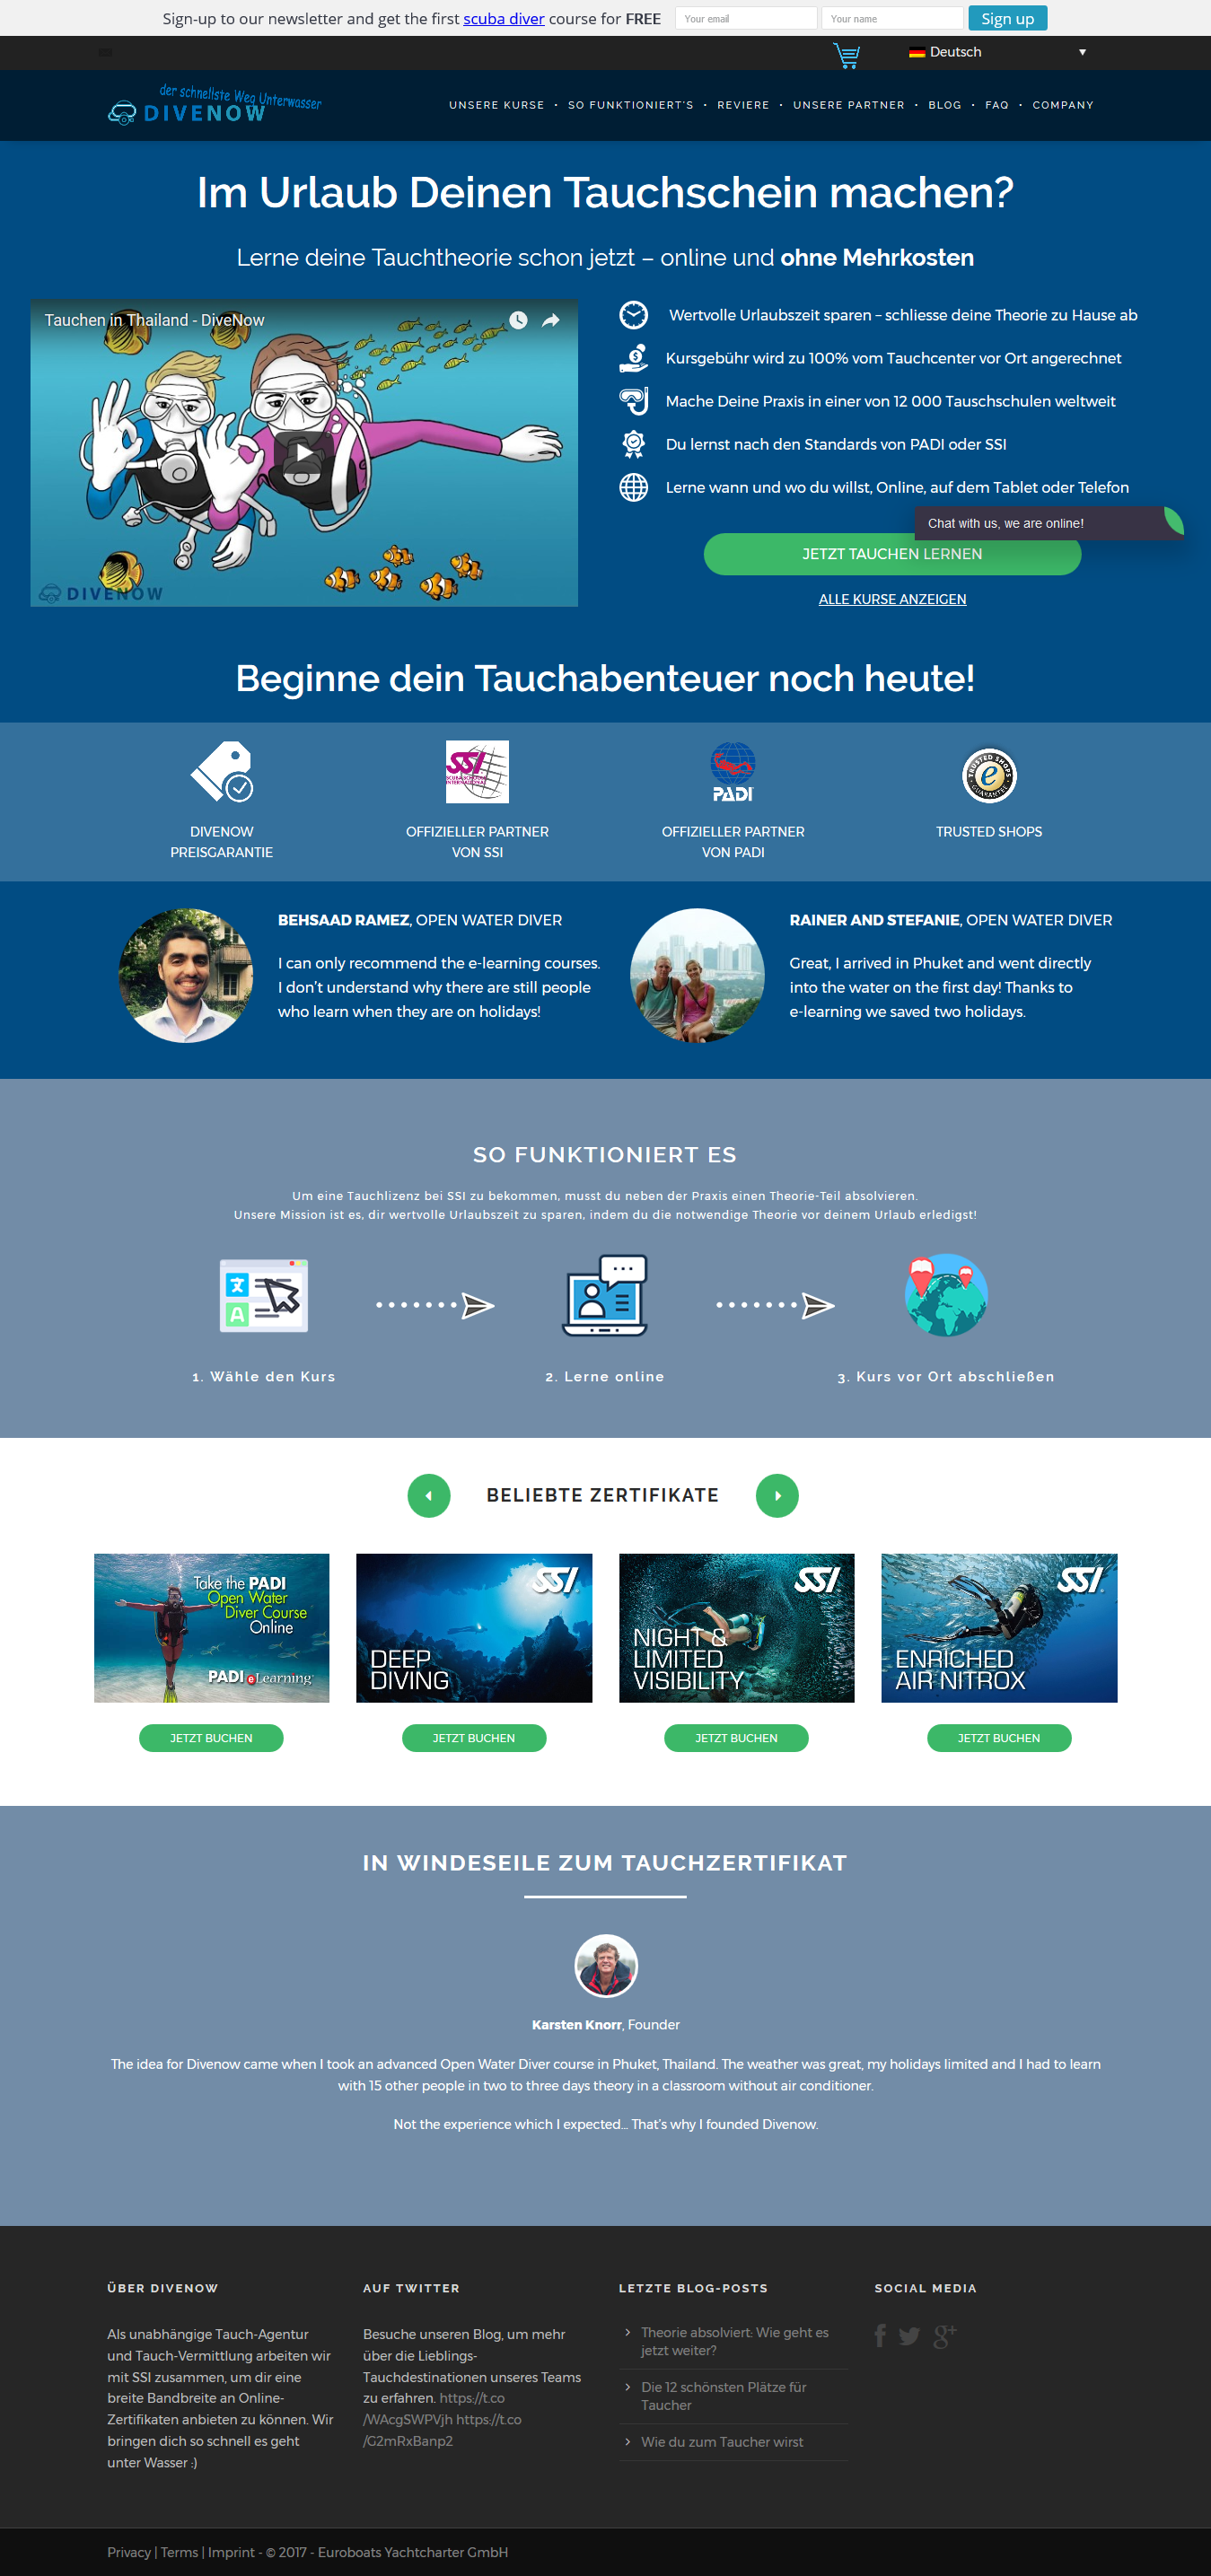 Sign-up to our newsletter and get the first scuba diver course for FREE
Your email
Your name
Sign up
Deutsch
der schnellste Weg Unterwasser
DIVENOW
UNSERE KURSE • SO FUNKTIONIERT'S • REVIERE • UNSERE PARTNER • BLOG • FAQ • COMPANY
Im Urlaub Deinen Tauchschein machen?
Lerne deine Tauchtheorie schon jetzt – online und ohne Mehrkosten
Tauchen in Thailand - DiveNow
DIVENOW
Wertvolle Urlaubszeit sparen – schliesse deine Theorie zu Hause ab
Kursgebühr wird zu 100% vom Tauchcenter vor Ort angerechnet
Mache Deine Praxis in einer von 12 000 Tauschschulen weltweit
Du lernst nach den Standards von PADI oder SSI
Lerne wann und wo du willst, Online, auf dem Tablet oder Telefon
Chat with us, we are online!
JETZT TAUCHEN LERNEN
ALLE KURSE ANZEIGEN
Beginne dein Tauchabenteuer noch heute!
SSI
SCUBA SCHOOLS
INTERNATIONAL
PADI
TRUSTED SHOPS
e
GUARANTEE
DIVENOW
PREISGARANTIE
OFFIZIELLER PARTNER
VON SSI
OFFIZIELLER PARTNER
VON PADI
TRUSTED SHOPS
BEHSAAD RAMEZ, OPEN WATER DIVER
I can only recommend the e-learning courses.
I don't understand why there are still people
who learn when they are on holidays!
RAINER AND STEFANIE, OPEN WATER DIVER
Great, I arrived in Phuket and went directly
into the water on the first day! Thanks to
e-learning we saved two holidays.
SO FUNKTIONIERT ES
Um eine Tauchlizenz bei SSI zu bekommen, musst du neben der Praxis einen Theorie-Teil absolvieren.
Unsere Mission ist es, dir wertvolle Urlaubszeit zu sparen, indem du die notwendige Theorie vor deinem Urlaub erledigst!
A
1. Wähle den Kurs
2. Lerne online
3. Kurs vor Ort abschließen
BELIEBTE ZERTIFIKATE
Take the PADI
Open Water
Diver Course
Online
PADI eLearning
SSI
DEEP
DIVING
SSI
NIGHT &
LIMITED
VISIBILITY
SSI
ENRICHED
AIR NITROX
JETZT BUCHEN
JETZT BUCHEN
JETZT BUCHEN
JETZT BUCHEN
IN WINDESEILE ZUM TAUCHZERTIFIKAT
Karsten Knorr, Founder
The idea for Divenow came when I took an advanced Open Water Diver course in Phuket, Thailand. The weather was great, my holidays limited and I had to learn
with 15 other people in two to three days theory in a classroom without air conditioner.
Not the experience which I expected... That's why I founded Divenow.
ÜBER DIVENOW
Als unabhängige Tauch-Agentur
und Tauch-Vermittlung arbeiten wir
mit SSI zusammen, um dir eine
breite Bandbreite an Online-
Zertifikaten anbieten zu können. Wir
bringen dich so schnell es geht
unter Wasser :)
AUF TWITTER
Besuche unseren Blog, um mehr
über die Lieblings-
Tauchdestinationen unseres Teams
zu erfahren. https://t.co
/WAcgSWPVjh https://t.co
/G2mRxBanp2
LETZTE BLOG-POSTS
Theorie absolviert: Wie geht es
jetzt weiter?
Die 12 schönsten Plätze für
Taucher
Wie du zum Taucher wirst
SOCIAL MEDIA
Privacy | Terms | Imprint - © 2017 - Euroboats Yachtcharter GmbH